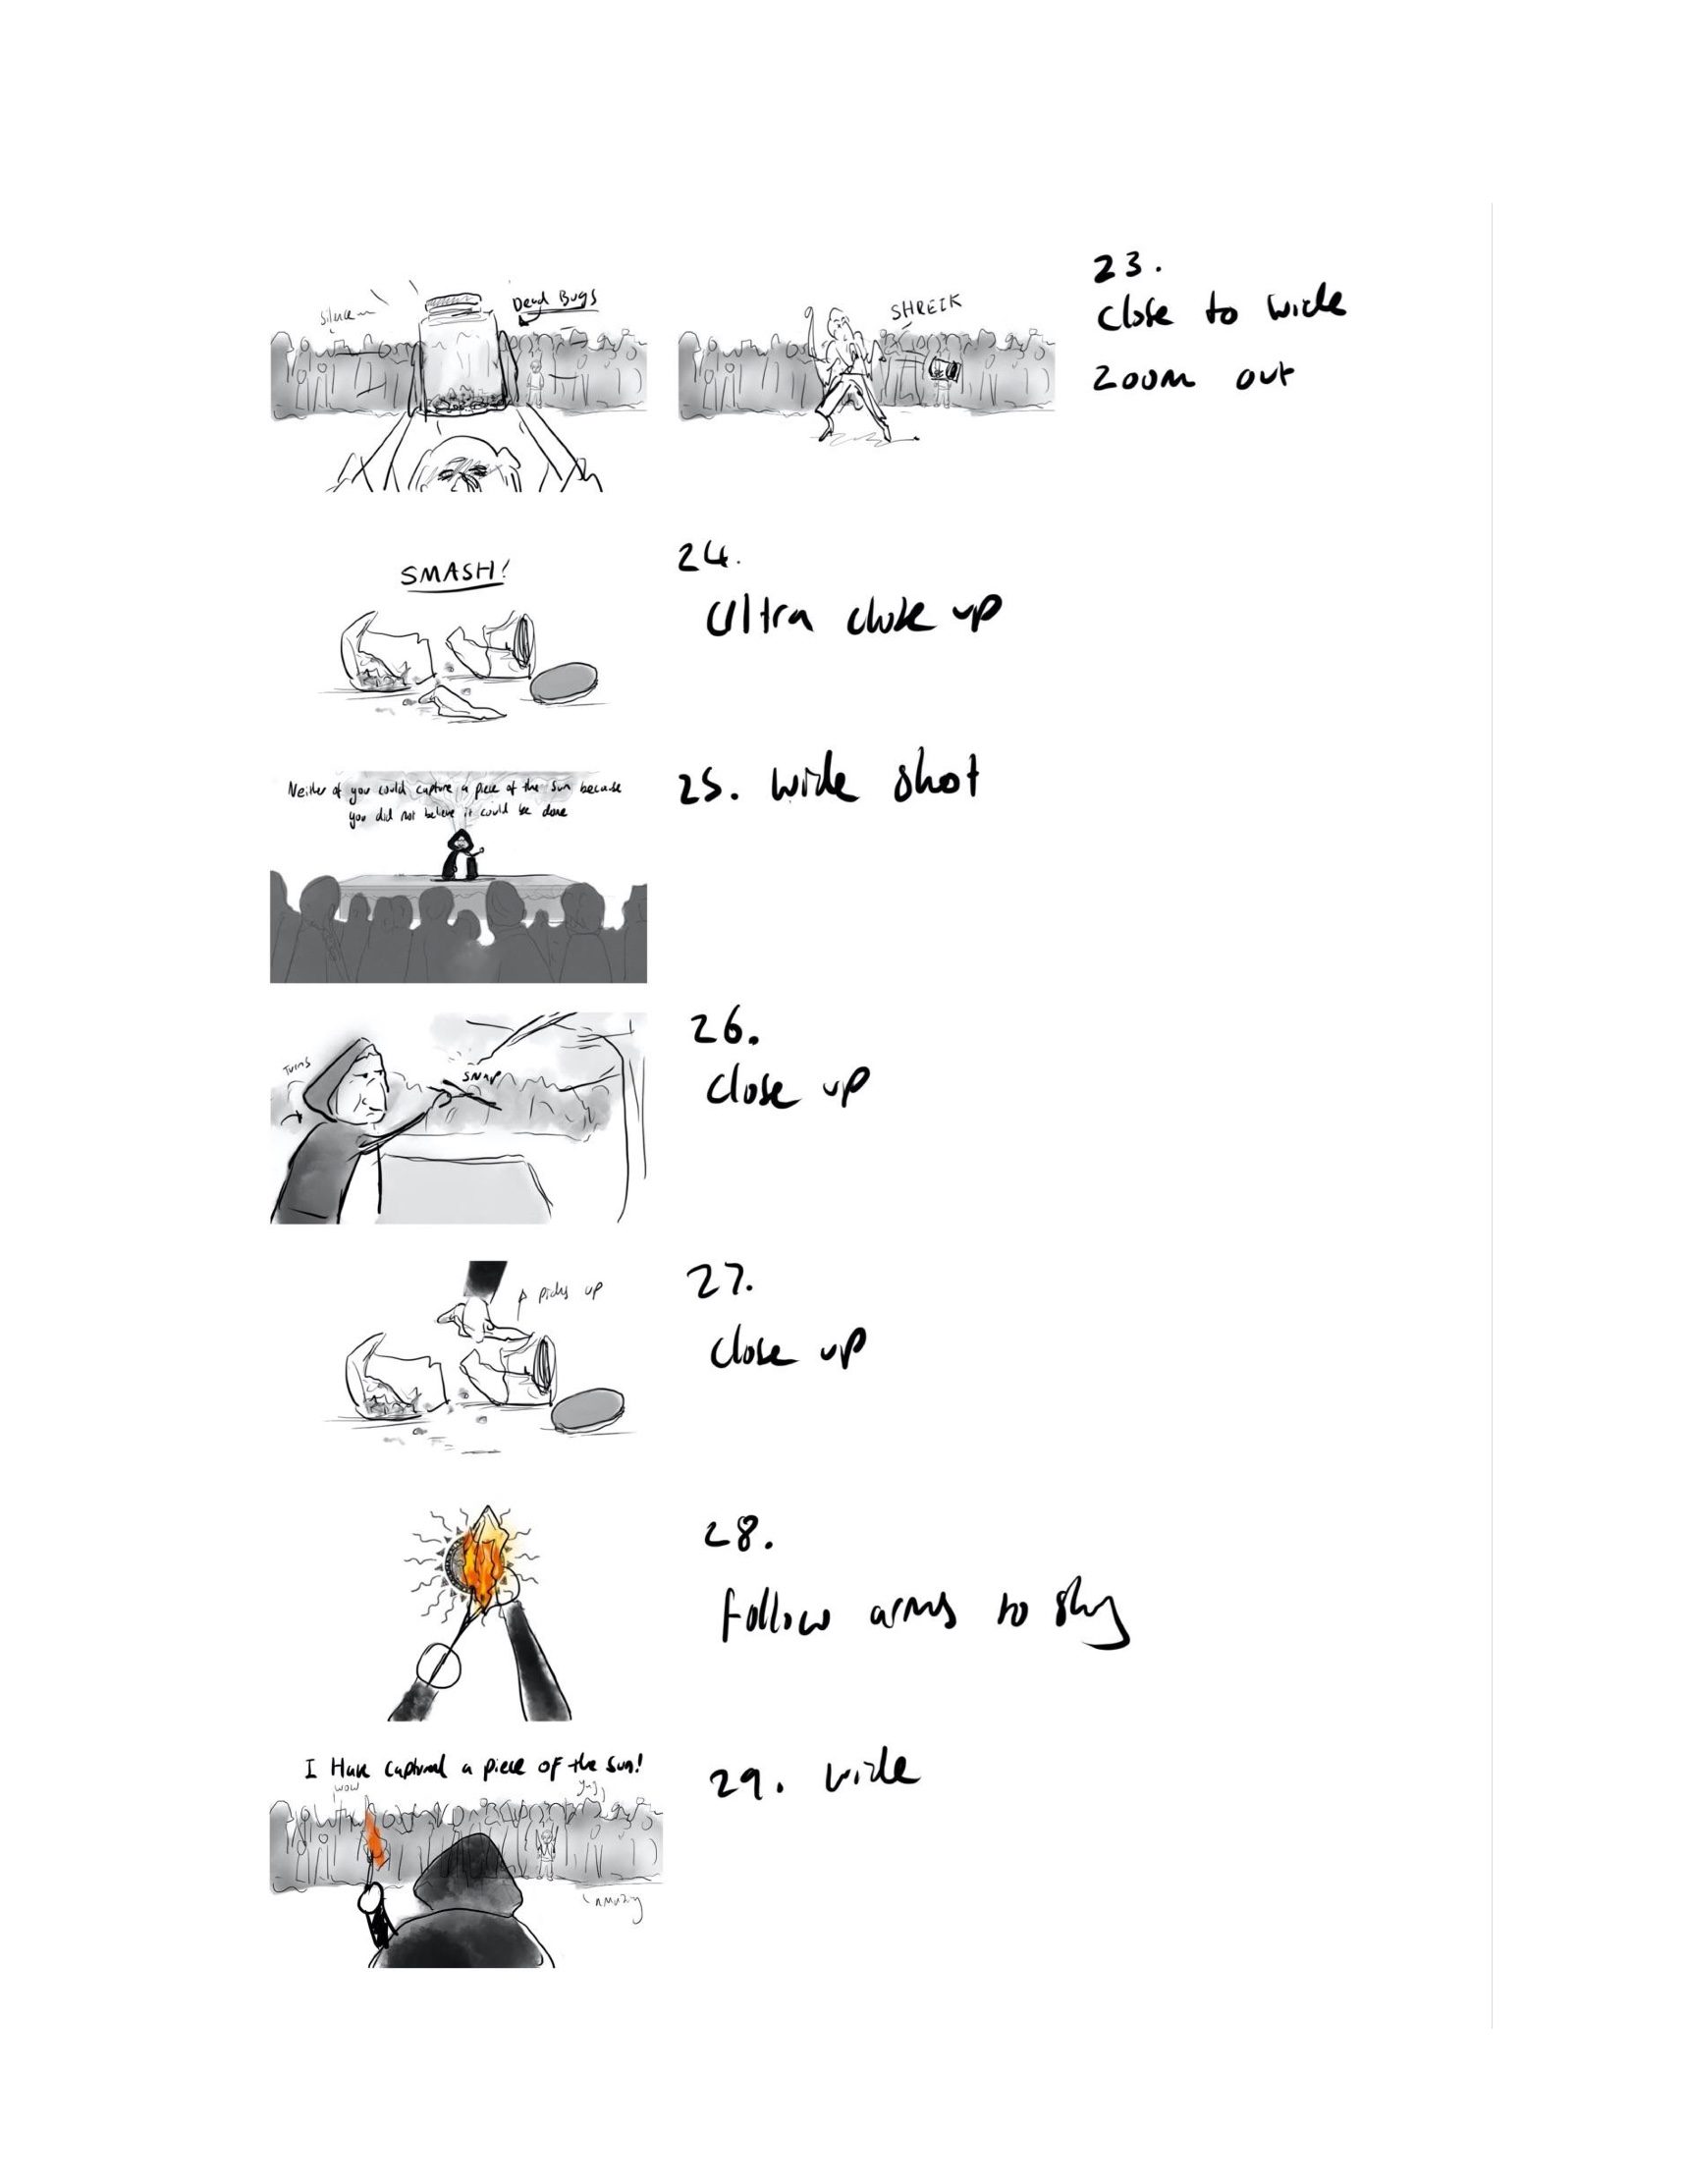 Silence
Dead Bugs
SHREIK
23.
Close to wide
Zoom out
SMASH!
24.
Ultra close up
Neither of you could capture a piece of the sun because
you did not believe it could be done
25. wide shot
Turns
SNAP
26.
Close up
picks up
27.
Close up
28.
Follow arms to sky
I Have captured a piece of the sun!
wow
29. wide
Amazing